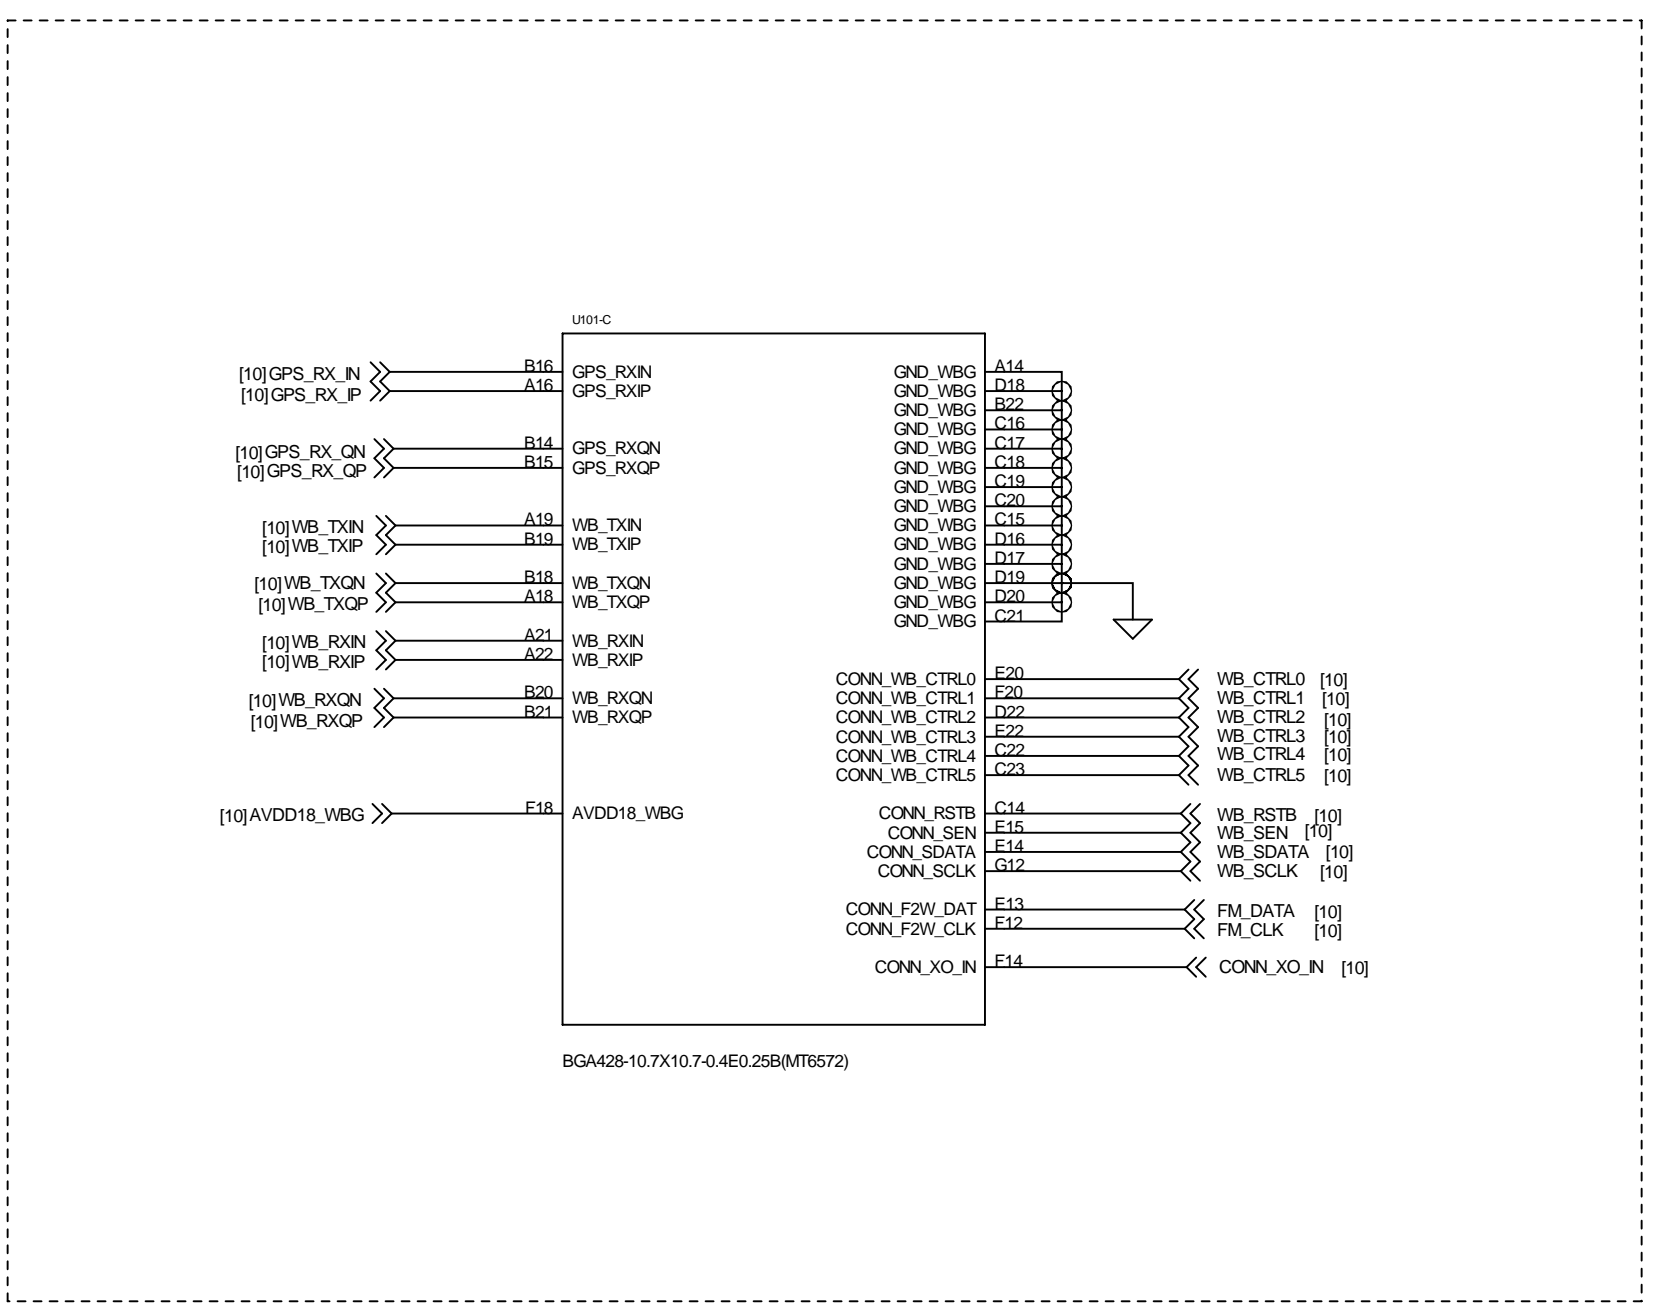 U101-C
[10] GPS_RX_IN B16 GPS_RXIN
[10] GPS_RX_IP A16 GPS_RXIP
[10] GPS_RX_QN B14 GPS_RXQN
[10] GPS_RX_QP B15 GPS_RXQP
[10] WB_TXIN A19 WB_TXIN
[10] WB_TXIP B19 WB_TXIP
[10] WB_TXQN B18 WB_TXQN
[10] WB_TXQP A18 WB_TXQP
[10] WB_RXIN A21 WB_RXIN
[10] WB_RXIP A22 WB_RXIP
[10] WB_RXQN B20 WB_RXQN
[10] WB_RXQP B21 WB_RXQP
[10] AVDD18_WBG F18 AVDD18_WBG
GND_WBG A14
GND_WBG D18
GND_WBG B22
GND_WBG C16
GND_WBG C17
GND_WBG C18
GND_WBG C19
GND_WBG C20
GND_WBG C15
GND_WBG D16
GND_WBG D17
GND_WBG D19
GND_WBG D20
GND_WBG C21
CONN_WB_CTRL0 E20 WB_CTRL0 [10]
CONN_WB_CTRL1 F20 WB_CTRL1 [10]
CONN_WB_CTRL2 D22 WB_CTRL2 [10]
CONN_WB_CTRL3 E22 WB_CTRL3 [10]
CONN_WB_CTRL4 C22 WB_CTRL4 [10]
CONN_WB_CTRL5 C23 WB_CTRL5 [10]
CONN_RSTB C14 WB_RSTB [10]
CONN_SEN E15 WB_SEN [10]
CONN_SDATA E14 WB_SDATA [10]
CONN_SCLK G12 WB_SCLK [10]
CONN_F2W_DAT E13 FM_DATA [10]
CONN_F2W_CLK F12 FM_CLK [10]
CONN_XO_IN F14 CONN_XO_IN [10]
BGA428-10.7X10.7-0.4E0.25B(MT6572)